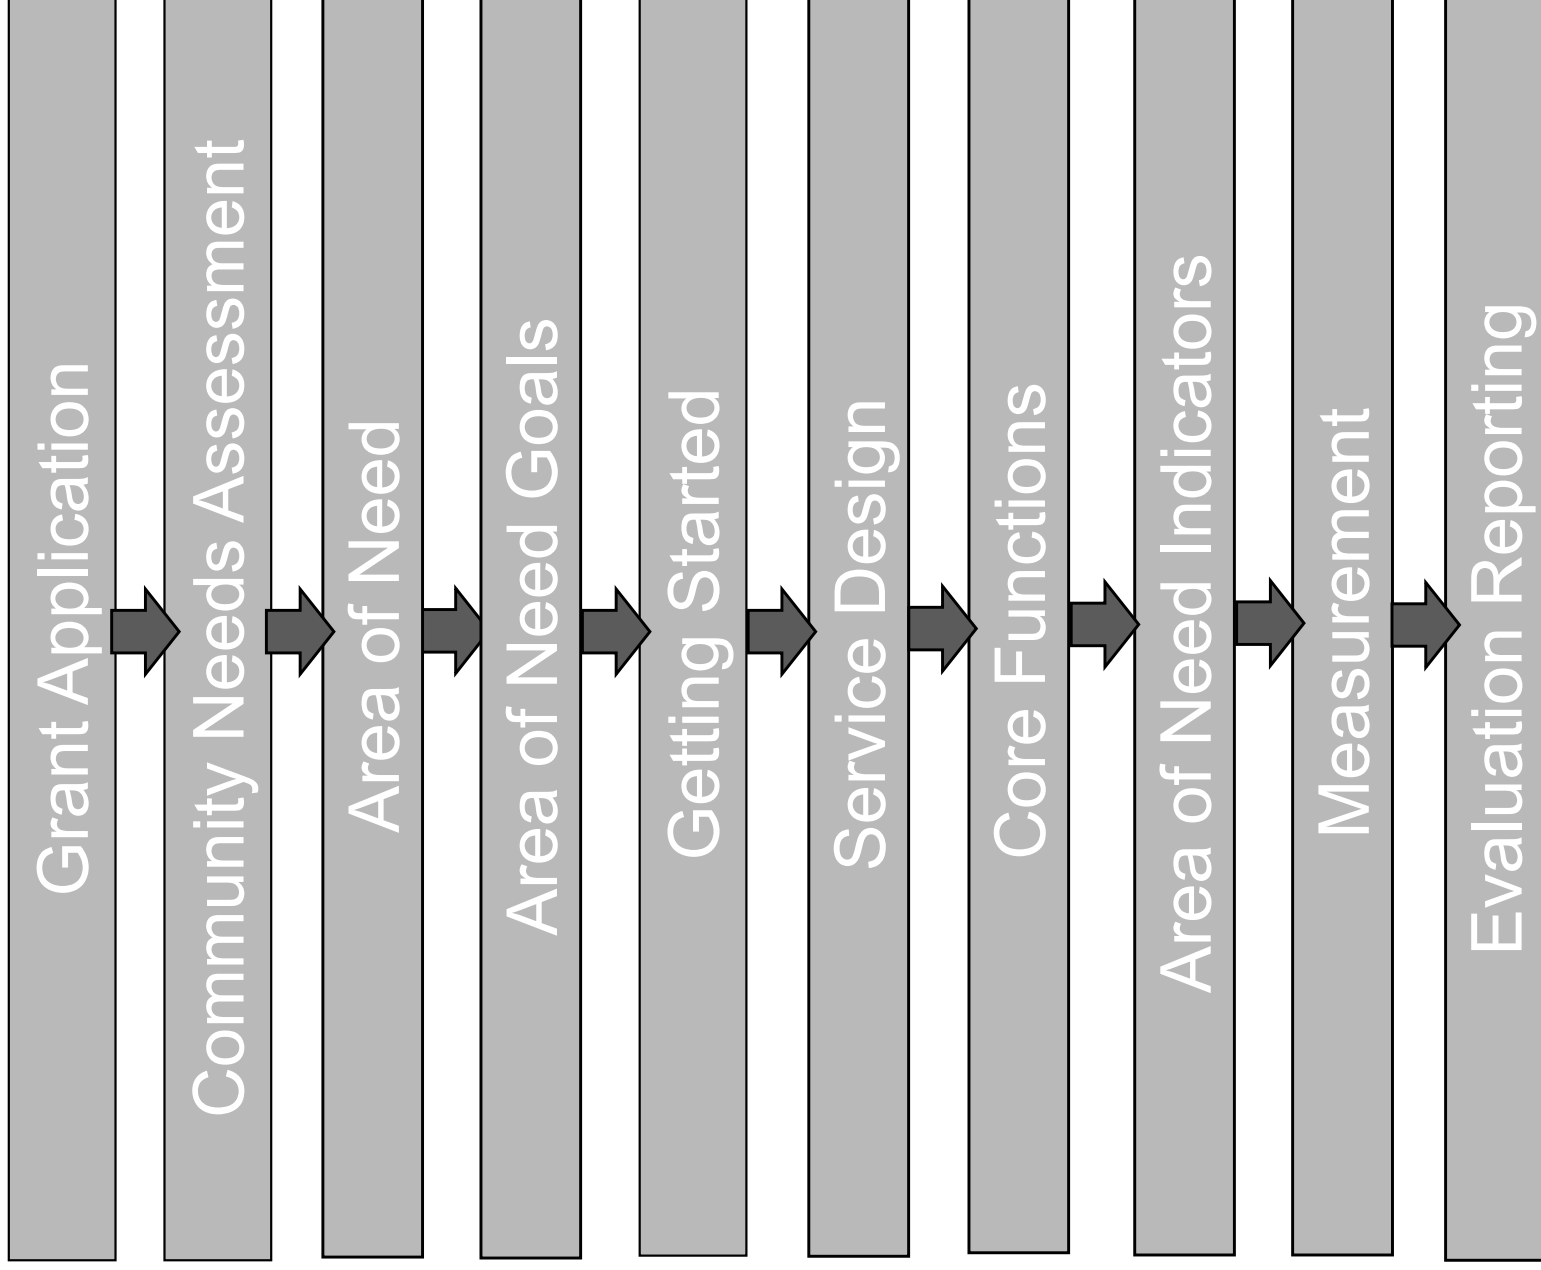 Grant Application
Community Needs Assessment
Area of Need
Area of Need Goals
Getting Started
Service Design
Core Functions
Area of Need Indicators
Measurement
Evaluation Reporting